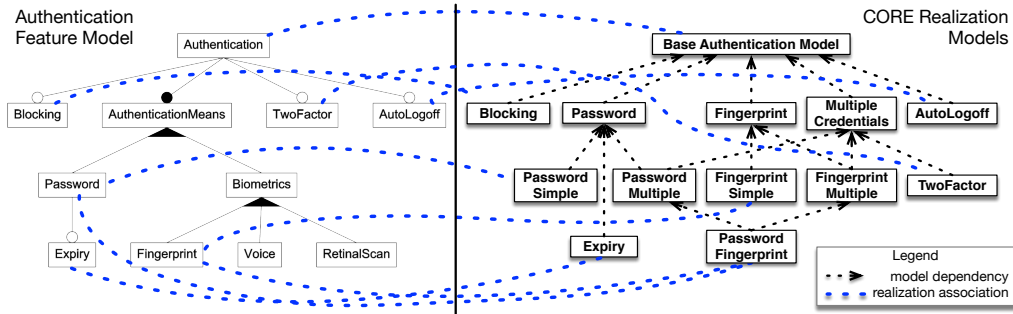 Authentication
Feature Model
CORE Realization
Models
Authentication
Base Authentication Model
Blocking
AuthenticationMeans
TwoFactor
AutoLogoff
Blocking
Password
Fingerprint
Multiple
Credentials
AutoLogoff
Password
Biometrics
Password
Simple
Password
Multiple
Fingerprint
Simple
Fingerprint
Multiple
TwoFactor
Expiry
Fingerprint
Voice
RetinalScan
Expiry
Password
Fingerprint
Legend
model dependency
realization association